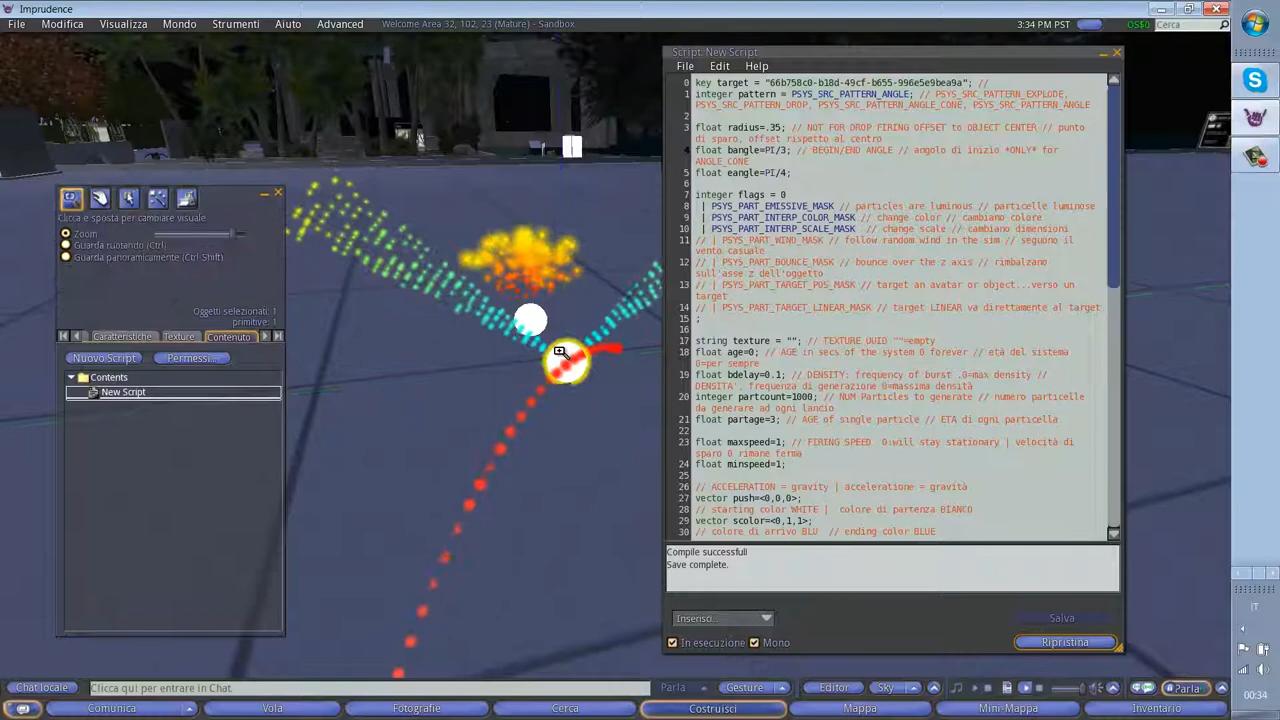 Imprudence
File Modifica Visualizza Mondo Strumenti Aiuto Advanced Welcome Area 32, 102, 23 (Mature) - Sandbox 3:34 PM PST OS$0 Cerca
Clicca e sposta per cambiare visuale
Zoom
Guarda ruotando (Ctrl)
Guarda panoramicamente (Ctrl-Shift)
Oggetti selezionati: 1
primitive: 1
Caratteristiche Texture Contenuto
Nuovo Script Permessi...
Contents
New Script
Script: New Script
File Edit Help
0 key target = "66b758c0-b18d-49cf-b655-996e5e9bea9a"; //
1 integer pattern = PSYS_SRC_PATTERN_ANGLE; // PSYS_SRC_PATTERN_EXPLODE,
PSYS_SRC_PATTERN_DROP, PSYS_SRC_PATTERN_ANGLE_CONE, PSYS_SRC_PATTERN_ANGLE
2
3 float radius=.35; // NOT FOR DROP FIRING OFFSET to OBJECT CENTER // punto
di sparo, offset rispetto al centro
4 float bangle=PI/3; // BEGIN/END ANGLE // angolo di inizio *ONLY* for
ANGLE_CONE
5 float eangle=PI/4;
6
7 integer flags = 0
8 | PSYS_PART_EMISSIVE_MASK // particles are luminous // particelle luminose
9 | PSYS_PART_INTERP_COLOR_MASK // change color // cambiano colore
10 | PSYS_PART_INTERP_SCALE_MASK // change scale // cambiano dimensioni
11 // | PSYS_PART_WIND_MASK // follow random wind in the sim // seguono il
vento casuale
12 // | PSYS_PART_BOUNCE_MASK // bounce over the z axis // rimbalzano
sull'asse z dell'oggetto
13 // | PSYS_PART_TARGET_POS_MASK // target an avatar or object...verso un
target
14 // | PSYS_PART_TARGET_LINEAR_MASK // target LINEAR va direttamente al target
15 ;
16
17 string texture = ""; // TEXTURE UUID ""=empty
18 float age=0; // AGE in secs of the system 0 forever // età del sistema
0=per sempre
19 float bdelay=0.1; // DENSITY: frequency of burst .0=max density //
DENSITA', frequenza di generazione 0=massima densità
20 integer partcount=1000; // NUM Particles to generate // numero particelle
da generare ad ogni lancio
21 float partage=3; // AGE of single particle // ETA di ogni particella
22
23 float maxspeed=1; // FIRING SPEED 0:will stay stationary | velocità di
sparo 0 rimane ferma
24 float minspeed=1;
25
26 // ACCELERATION = gravity | acceleratione = gravità
27 vector push=<0,0,0>;
28 // starting color WHITE | colore di partenza BIANCO
29 vector scolor=<0,1,1>;
30 // colore di arrivo BLU // ending color BLUE
Compile successful!
Save complete.
Inserisci... Salva
In esecuzione Mono Ripristina
Chat locale Clicca qui per entrare in Chat. Parla Gesture Editor Sky Parla
Comunica Vola Fotografie Cerca Costruisci Mappa Mini-Mappa Inventario
IT
00:34